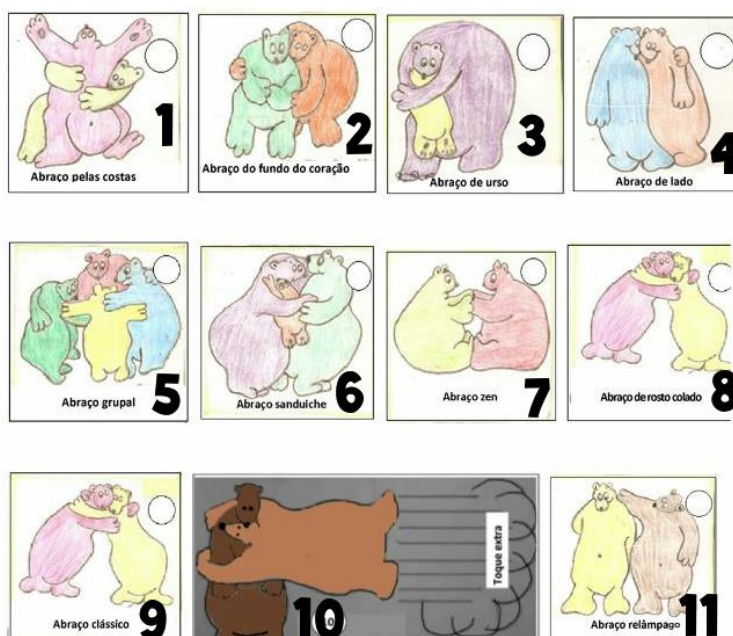 1
Abraço pelas costas
2
Abraço do fundo do coração
3
Abraço de urso
4
Abraço de lado
5
Abraço grupal
6
Abraço sanduiche
7
Abraço zen
8
Abraço de rosto colado
9
Abraço clássico
10
10
Toque extra
11
Abraço relâmpago